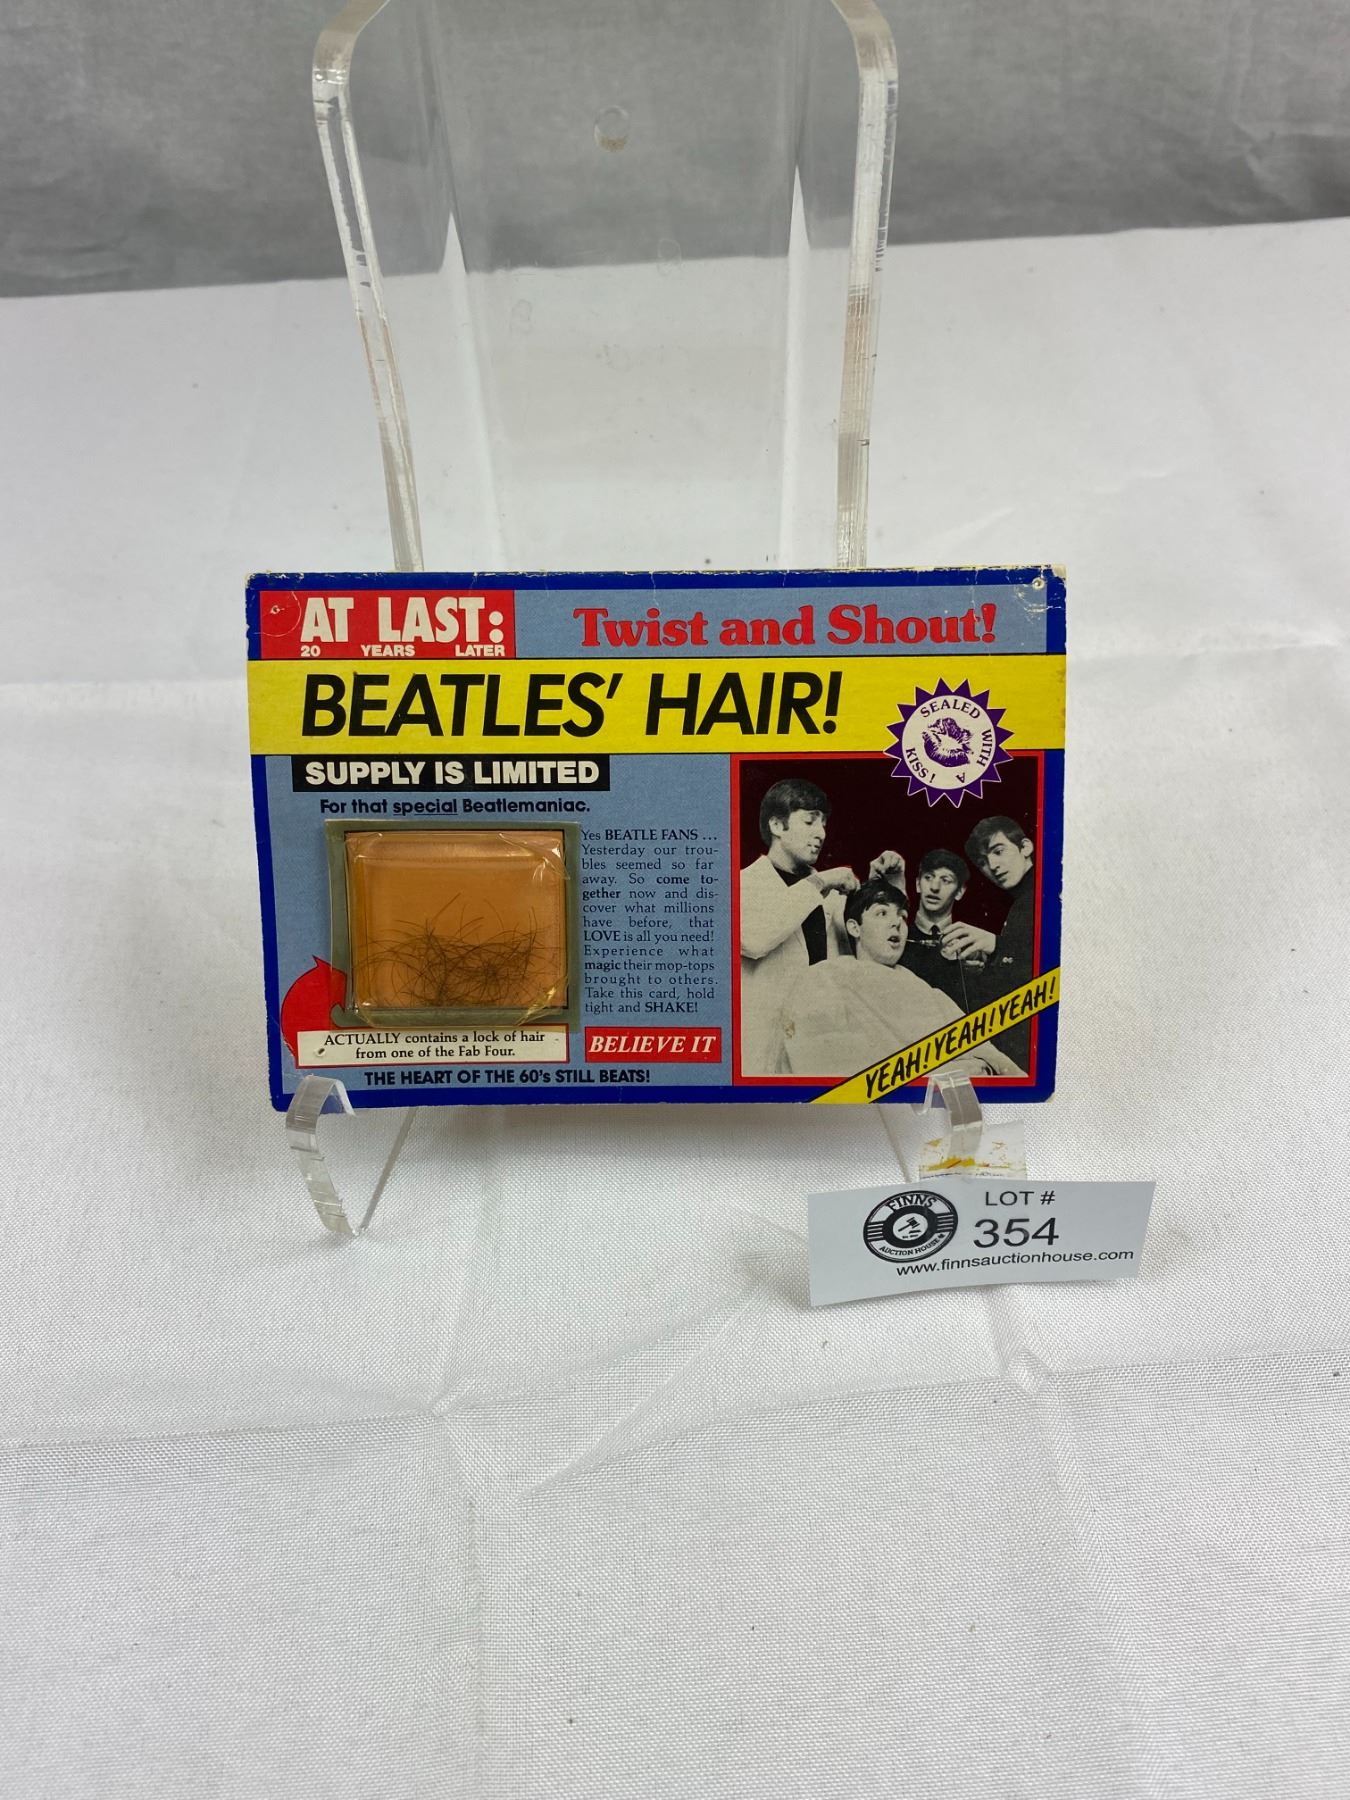 AT LAST:
20 YEARS LATER
Twist and Shout!
BEATLES' HAIR!
SEALED WITH A KISS!
SUPPLY IS LIMITED
For that special Beatlemaniac.
Yes BEATLE FANS ...
Yesterday our trou-
bles seemed so far
away. So come to-
gether now and dis-
cover what millions
have before, that
LOVE is all you need!
Experience what
magic their mop-tops
brought to others.
Take this card, hold
tight and SHAKE!
ACTUALLY contains a lock of hair
from one of the Fab Four.
BELIEVE IT
THE HEART OF THE 60's STILL BEATS!
YEAH! YEAH! YEAH!
FINNS
AUCTION HOUSE
LOT #
354
www.finnsauctionhouse.com